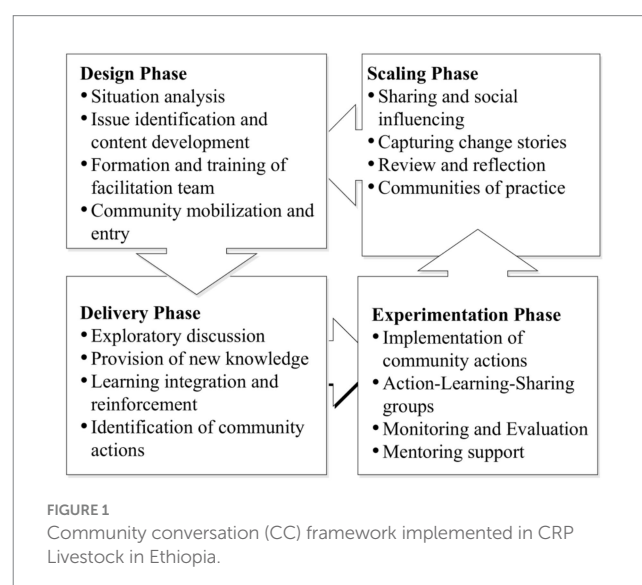 Design Phase
• Situation analysis
• Issue identification and
content development
• Formation and training of
facilitation team
• Community mobilization and
entry
Scaling Phase
• Sharing and social
influencing
• Capturing change stories
• Review and reflection
• Communities of practice
Delivery Phase
• Exploratory discussion
• Provision of new knowledge
• Learning integration and
reinforcement
• Identification of community
actions
Experimentation Phase
• Implementation of
community actions
• Action-Learning-Sharing
groups
• Monitoring and Evaluation
• Mentoring support
FIGURE 1
Community conversation (CC) framework implemented in CRP
Livestock in Ethiopia.